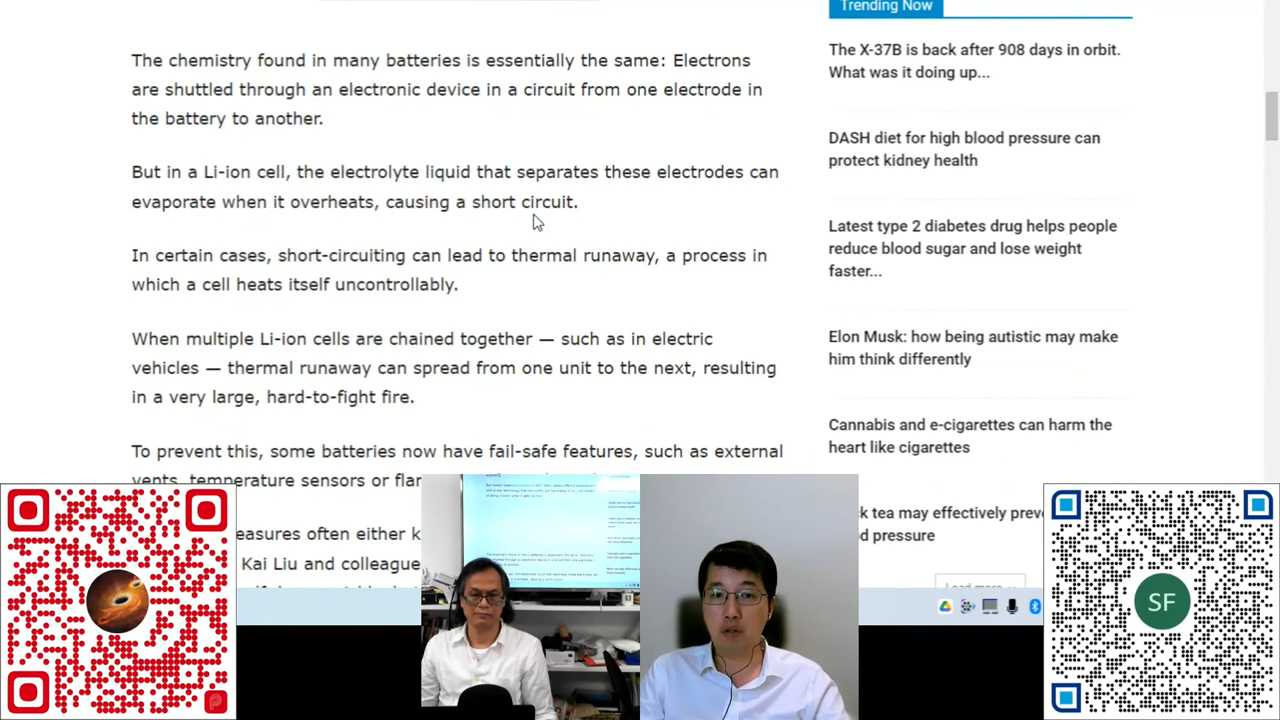 The chemistry found in many batteries is essentially the same: Electrons
are shuttled through an electronic device in a circuit from one electrode in
the battery to another.
But in a Li-ion cell, the electrolyte liquid that separates these electrodes can
evaporate when it overheats, causing a short circuit.
In certain cases, short-circuiting can lead to thermal runaway, a process in
which a cell heats itself uncontrollably.
When multiple Li-ion cells are chained together — such as in electric
vehicles — thermal runaway can spread from one unit to the next, resulting
in a very large, hard-to-fight fire.
To prevent this, some batteries now have fail-safe features, such as external
vents, temperature sensors or
easures often either k
Kai Liu and colleague
Trending Now
The X-37B is back after 908 days in orbit.
What was it doing up...
DASH diet for high blood pressure can
protect kidney health
Latest type 2 diabetes drug helps people
reduce blood sugar and lose weight
faster...
Elon Musk: how being autistic may make
him think differently
Cannabis and e-cigarettes can harm the
heart like cigarettes
k tea may effectively prev
d pressure
Load more
SF